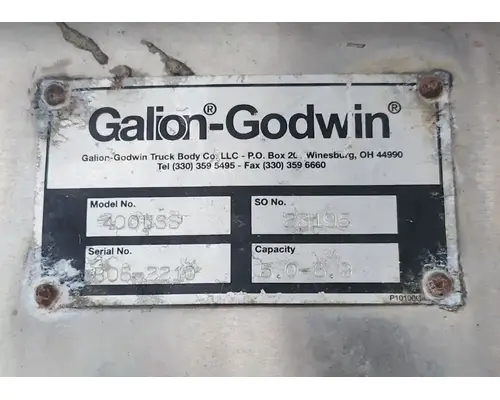 Galion®-Godwin®
Galion-Godwin Truck Body Co. LLC - P.O. Box 20 Winesburg, OH 44990
Tel (330) 359 5495 - Fax (330) 359 6660
Model No. SO No.
Serial No. Capacity